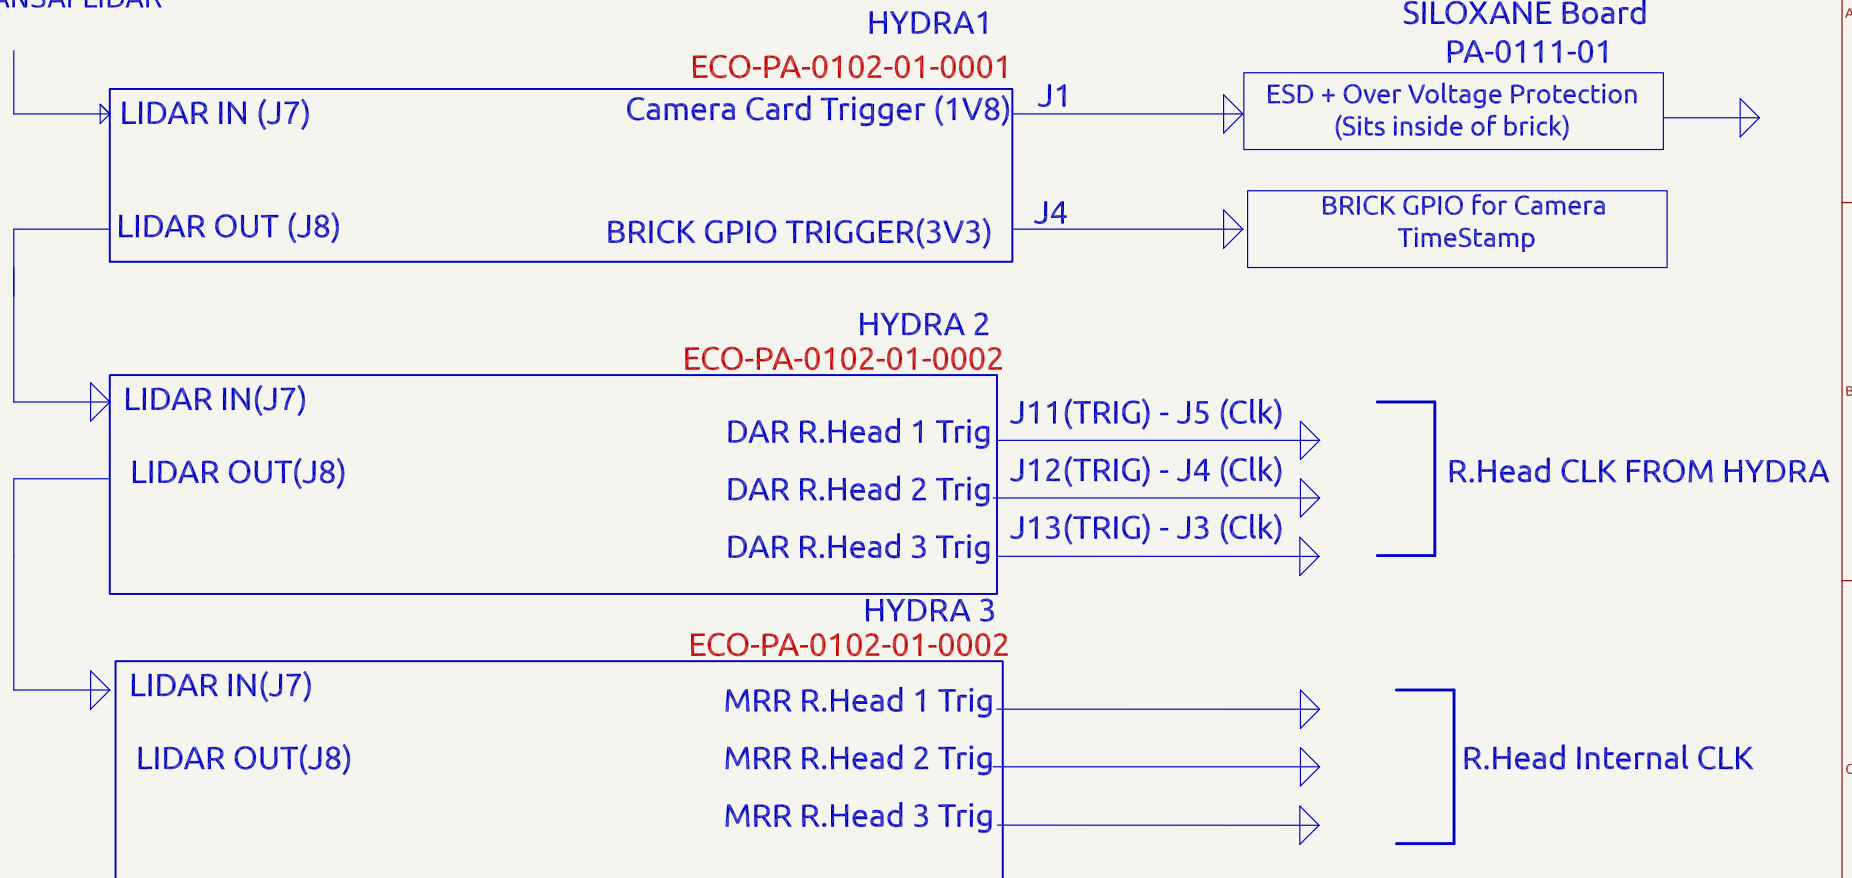 HYDRA1
ECO-PA-0102-01-0001
LIDAR IN (J7)
Camera Card Trigger (1V8)
J1
LIDAR OUT (J8)
BRICK GPIO TRIGGER(3V3)
J4
SILOXANE Board
PA-0111-01
ESD + Over Voltage Protection
(Sits inside of brick)
BRICK GPIO for Camera
TimeStamp
HYDRA 2
ECO-PA-0102-01-0002
LIDAR IN(J7)
LIDAR OUT(J8)
DAR R.Head 1 Trig
J11(TRIG) - J5 (Clk)
DAR R.Head 2 Trig
J12(TRIG) - J4 (Clk)
DAR R.Head 3 Trig
J13(TRIG) - J3 (Clk)
R.Head CLK FROM HYDRA
HYDRA 3
ECO-PA-0102-01-0002
LIDAR IN(J7)
LIDAR OUT(J8)
MRR R.Head 1 Trig
MRR R.Head 2 Trig
MRR R.Head 3 Trig
R.Head Internal CLK
A
B